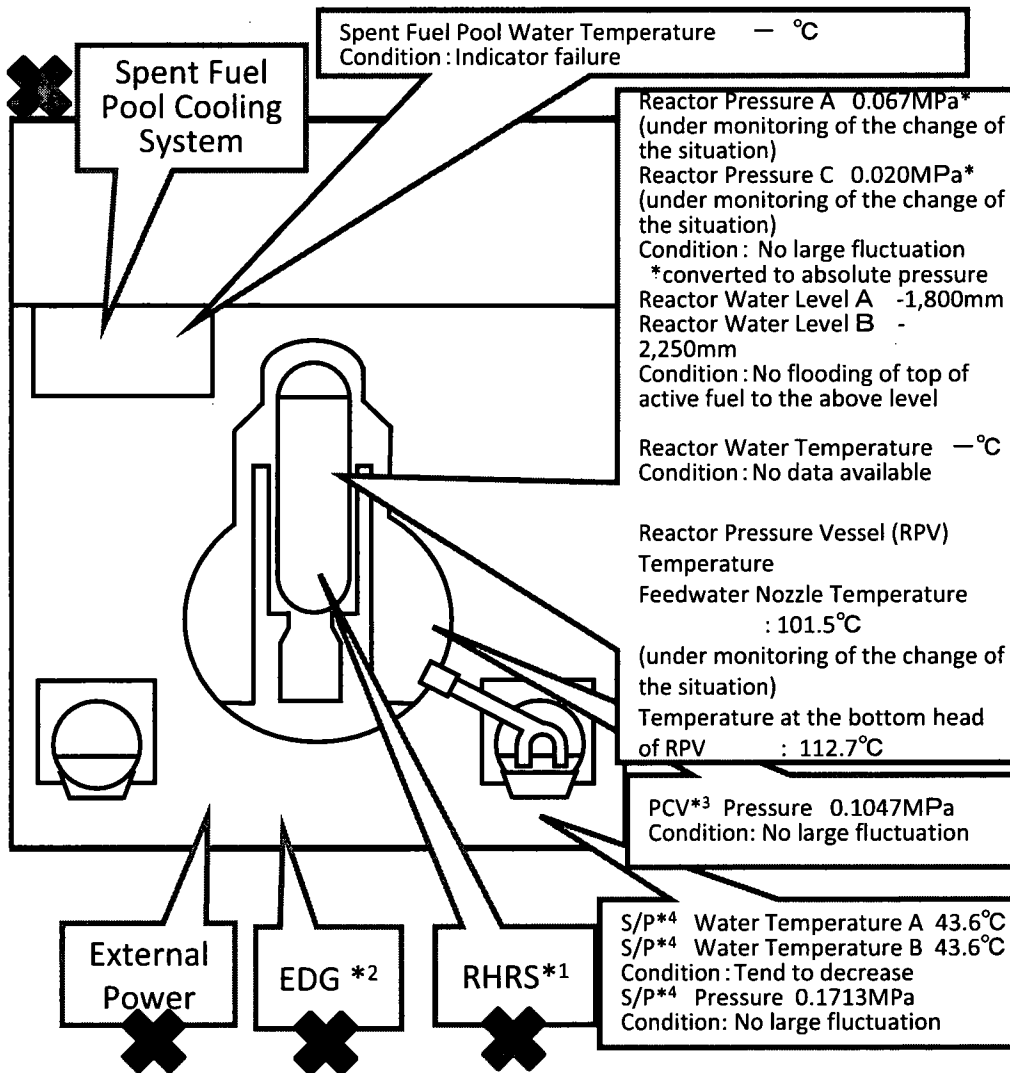 Spent Fuel Pool Water Temperature － ℃
Condition : Indicator failure
Spent Fuel
Pool Cooling
System
Reactor Pressure A 0.067MPa*
(under monitoring of the change of
the situation)
Reactor Pressure C 0.020MPa*
(under monitoring of the change of
the situation)
Condition : No large fluctuation
*converted to absolute pressure
Reactor Water Level A -1,800mm
Reactor Water Level B -
2,250mm
Condition : No flooding of top of
active fuel to the above level
Reactor Water Temperature －℃
Condition : No data available
Reactor Pressure Vessel (RPV)
Temperature
Feedwater Nozzle Temperature
: 101.5℃
(under monitoring of the change of
the situation)
Temperature at the bottom head
of RPV : 112.7℃
PCV*3 Pressure 0.1047MPa
Condition: No large fluctuation
S/P*4 Water Temperature A 43.6℃
S/P*4 Water Temperature B 43.6℃
Condition : Tend to decrease
S/P*4 Pressure 0.1713MPa
Condition: No large fluctuation
External
Power
EDG *2
RHRS*1